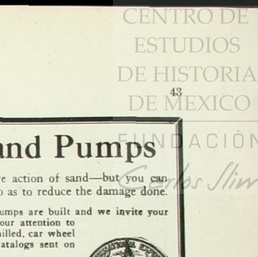 CENTRO DE
ESTUDIOS
DE HISTORIA
DE MEXICO
43
FUNDACIÓN
Carlos Slim
and Pumps
action of sand—but you can
o as to reduce the damage done.
umps are built and we invite your
our attention to
hilled, car wheel
atalogs sent on